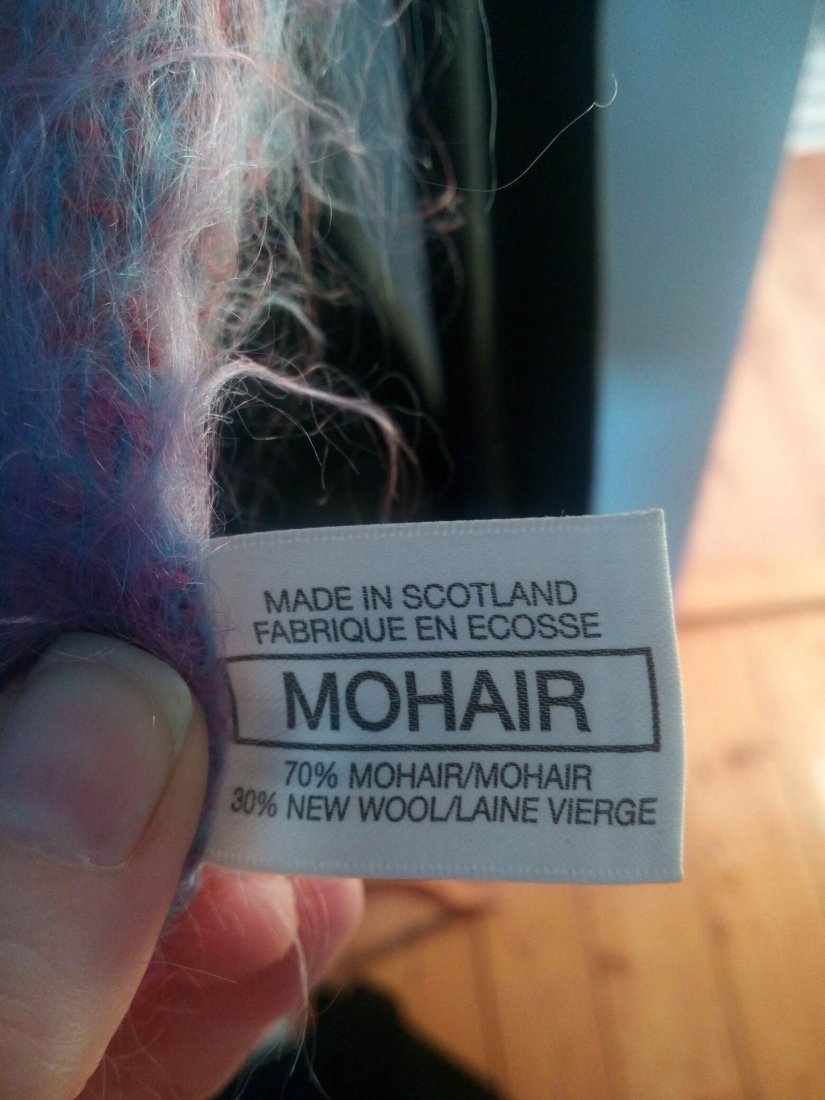 MADE IN SCOTLAND
FABRIQUE EN ECOSSE
MOHAIR
70% MOHAIR/MOHAIR
30% NEW WOOL/LAINE VIERGE